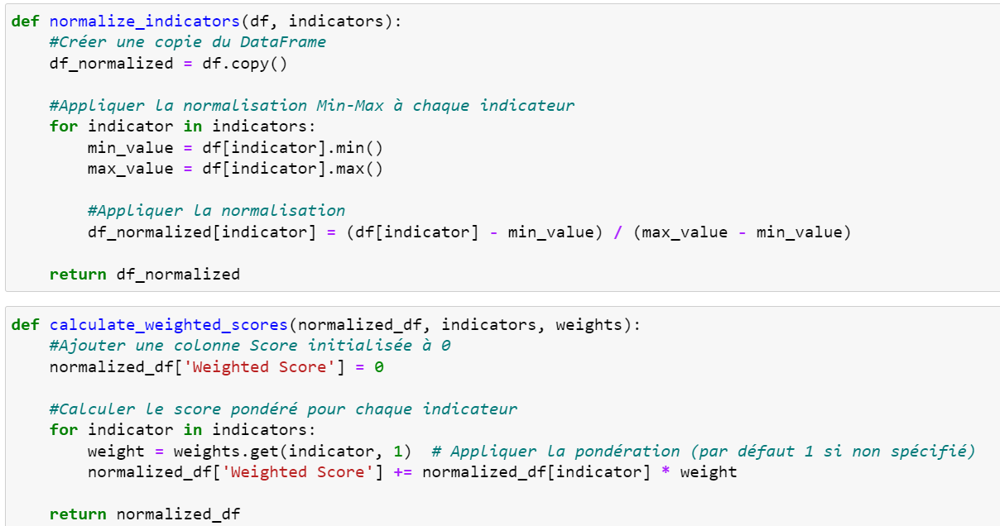 def normalize_indicators(df, indicators):
    #Créer une copie du DataFrame
    df_normalized = df.copy()

    #Appliquer la normalisation Min-Max à chaque indicateur
    for indicator in indicators:
        min_value = df[indicator].min()
        max_value = df[indicator].max()

        #Appliquer la normalisation
        df_normalized[indicator] = (df[indicator] - min_value) / (max_value - min_value)

    return df_normalized

def calculate_weighted_scores(normalized_df, indicators, weights):
    #Ajouter une colonne Score initialisée à 0
    normalized_df['Weighted Score'] = 0

    #Calculer le score pondéré pour chaque indicateur
    for indicator in indicators:
        weight = weights.get(indicator, 1)  # Appliquer la pondération (par défaut 1 si non spécifié)
        normalized_df['Weighted Score'] += normalized_df[indicator] * weight

    return normalized_df